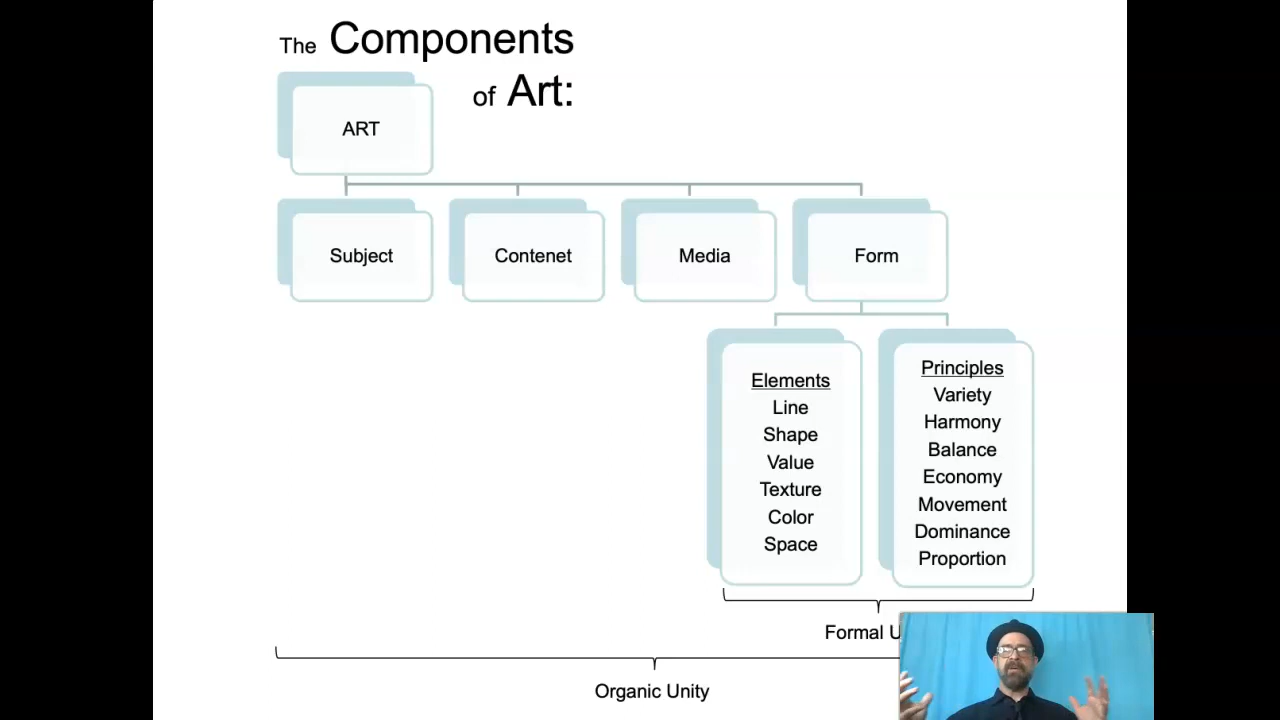 The Components
of Art:
ART
Subject
Contenet
Media
Form
Elements
Line
Shape
Value
Texture
Color
Space
Principles
Variety
Harmony
Balance
Economy
Movement
Dominance
Proportion
Formal
Organic Unity